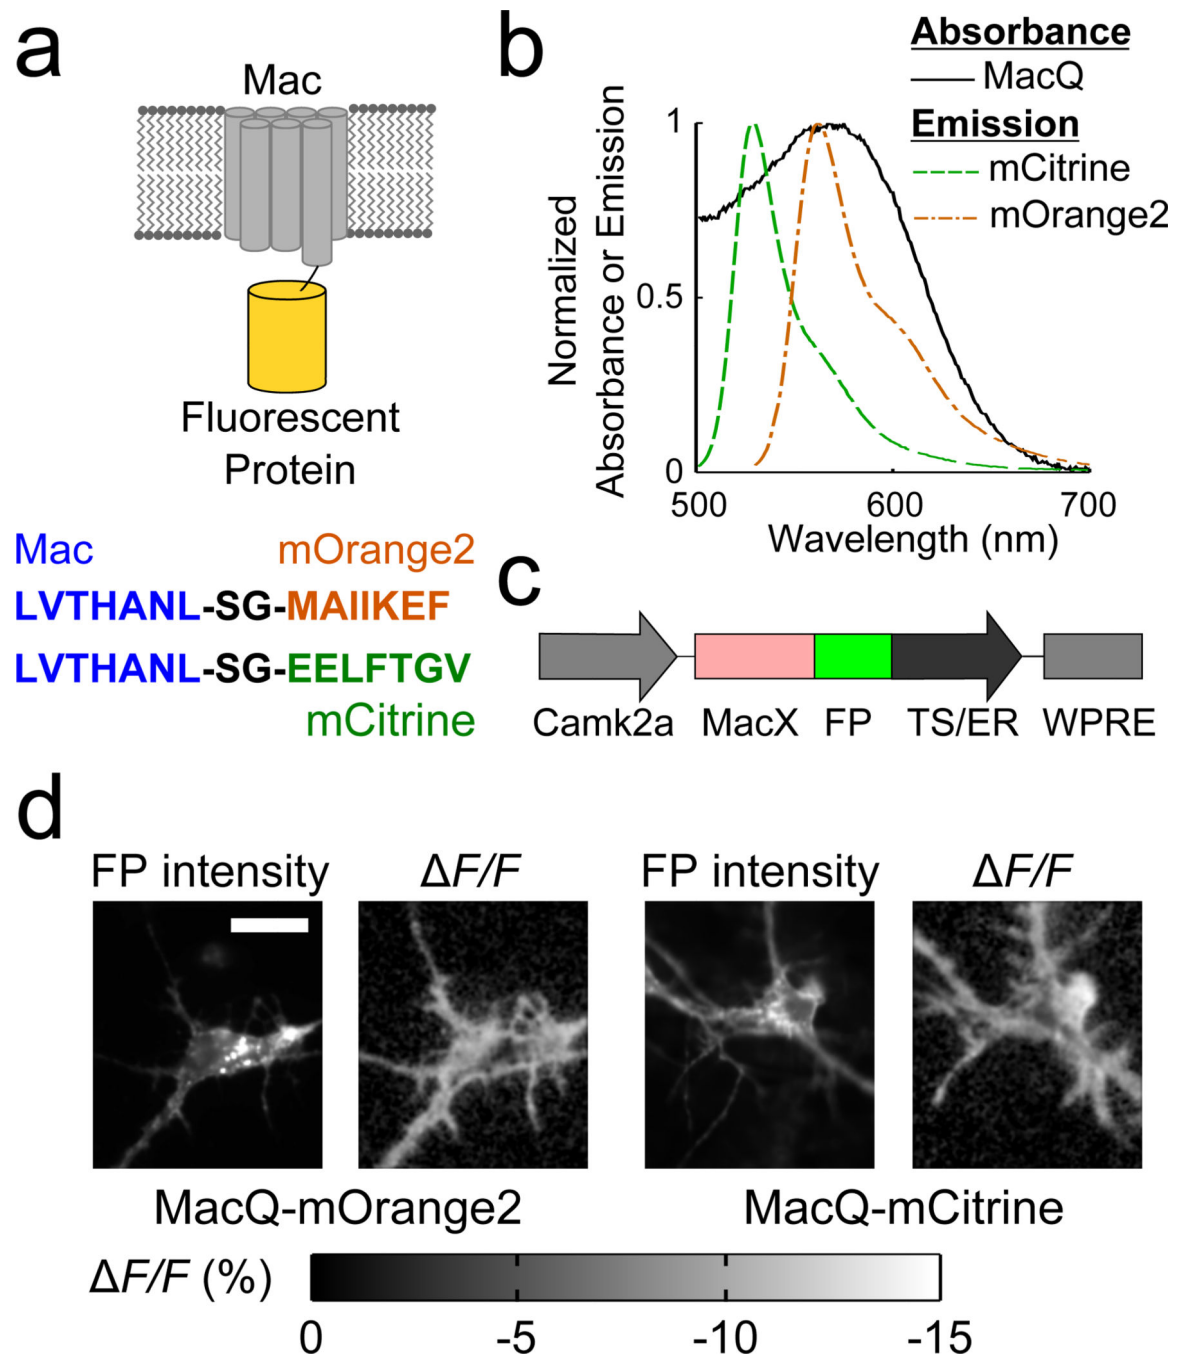 a
Mac
Fluorescent
Protein
Mac mOrange2
LVTHANL-SG-MAIIKEF
LVTHANL-SG-EELFTGV
mCitrine
b
Absorbance
MacQ
Emission
mCitrine
mOrange2
Normalized
Absorbance or Emission
1
0.5
0
500 600 700
Wavelength (nm)
c
Camk2a MacX FP TS/ER WPRE
d
FP intensity ΔF/F FP intensity ΔF/F
MacQ-mOrange2 MacQ-mCitrine
ΔF/F (%)
0 -5 -10 -15